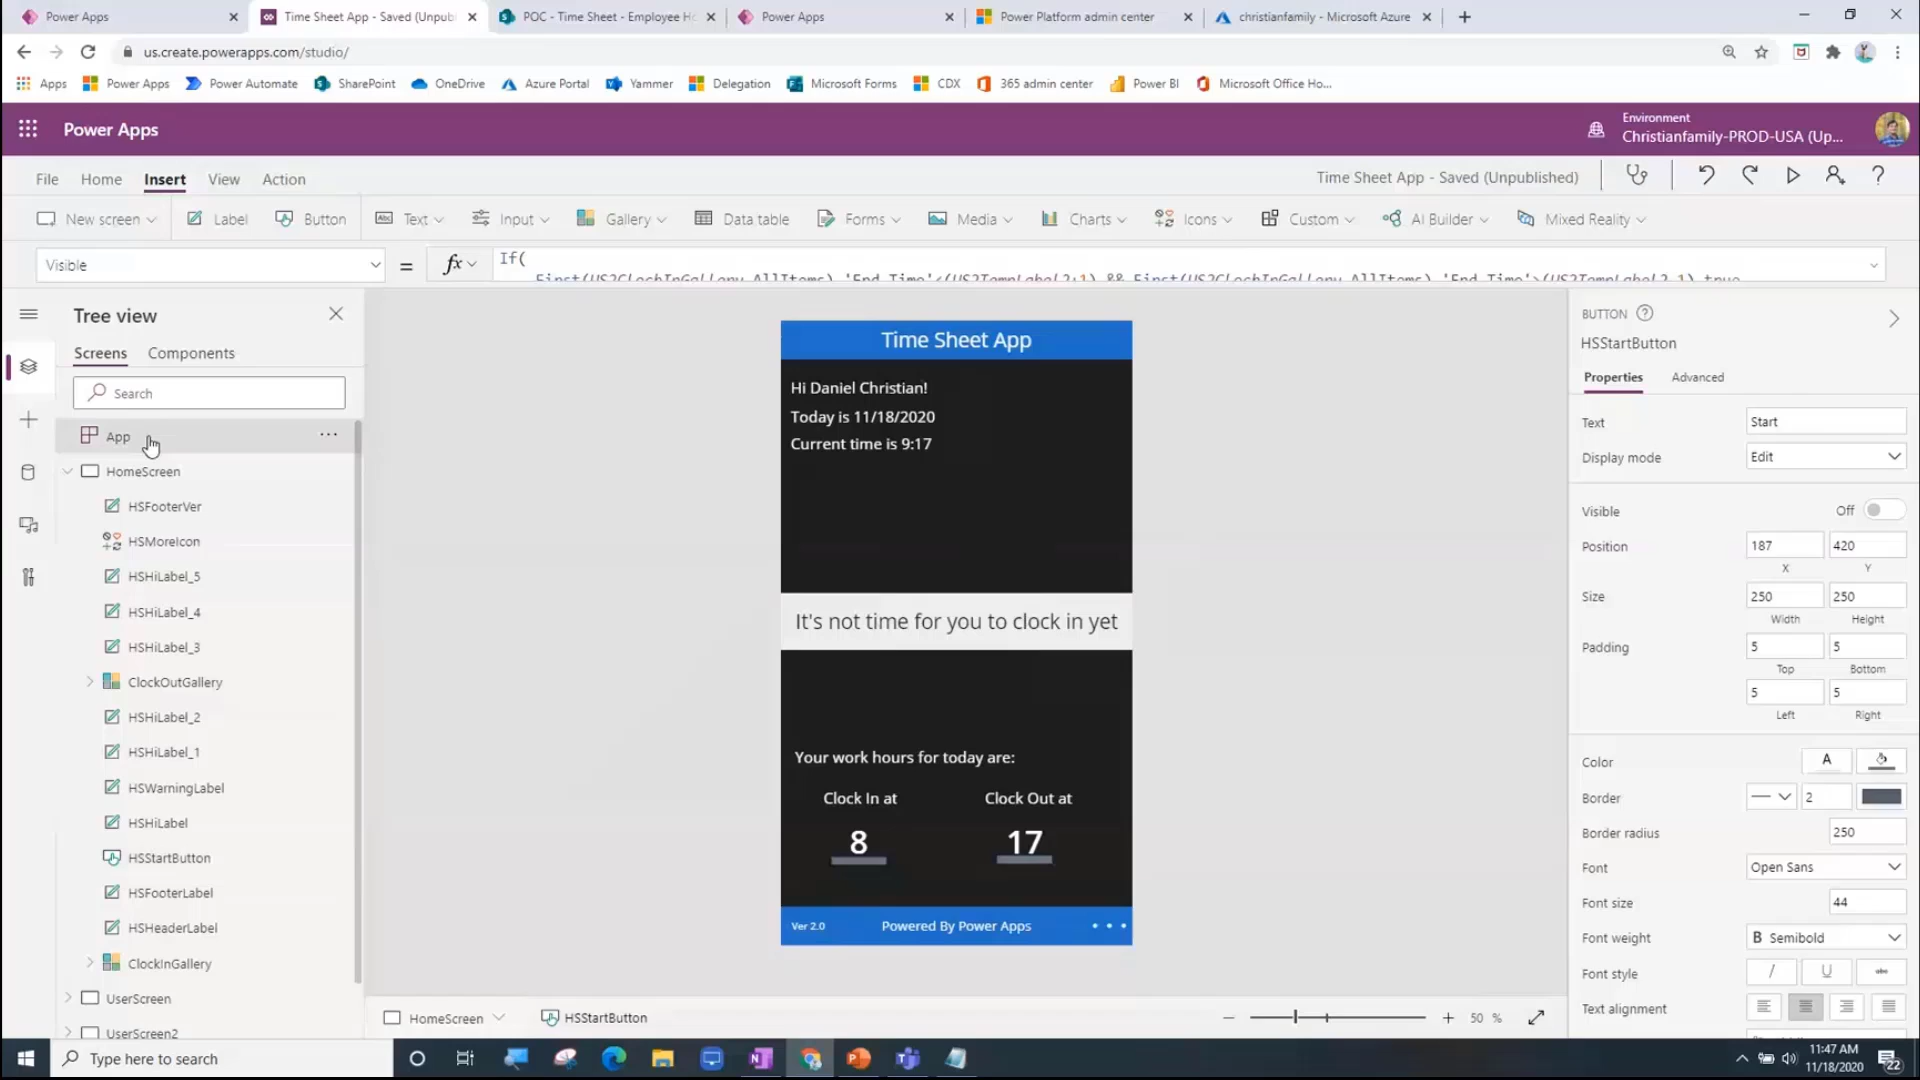 Power Apps
Time Sheet App - Saved (Unpubl
POC - Time Sheet - Employee H
Power Apps
Power Platform admin center
christianfamily - Microsoft Azure
us.create.powerapps.com/studio/
Apps
Power Apps
Power Automate
SharePoint
OneDrive
Azure Portal
Yammer
Delegation
Microsoft Forms
CDX
365 admin center
Power BI
Microsoft Office Ho...
Power Apps
Environment
Christianfamily-PROD-USA (Up...
File Home Insert View Action
Time Sheet App - Saved (Unpublished)
New screen
Label
Button
Text
Input
Gallery
Data table
Forms
Media
Charts
Icons
Custom
AI Builder
Mixed Reality
Visible
= fx
If(
Tree view
Screens Components
Search
App
HomeScreen
HSFooterVer
HSMoreIcon
HSHiLabel_5
HSHiLabel_4
HSHiLabel_3
ClockOutGallery
HSHiLabel_2
HSHiLabel_1
HSWarningLabel
HSHiLabel
HSStartButton
HSFooterLabel
HSHeaderLabel
ClockInGallery
UserScreen
UserScreen2
Time Sheet App
Hi Daniel Christian!
Today is 11/18/2020
Current time is 9:17
It's not time for you to clock in yet
Your work hours for today are:
Clock In at
Clock Out at
8
17
Ver 2.0
Powered By Power Apps
HomeScreen
HSStartButton
50 %
BUTTON
HSStartButton
Properties Advanced
Text
Start
Display mode
Edit
Visible
Off
Position
187 420
X Y
Size
250 250
Width Height
Padding
5 5
Top Bottom
5 5
Left Right
Color
A
Border
2
Border radius
250
Font
Open Sans
Font size
44
Font weight
B Semibold
Font style
/ U abc
Text alignment
Type here to search
11:47 AM
11/18/2020
22